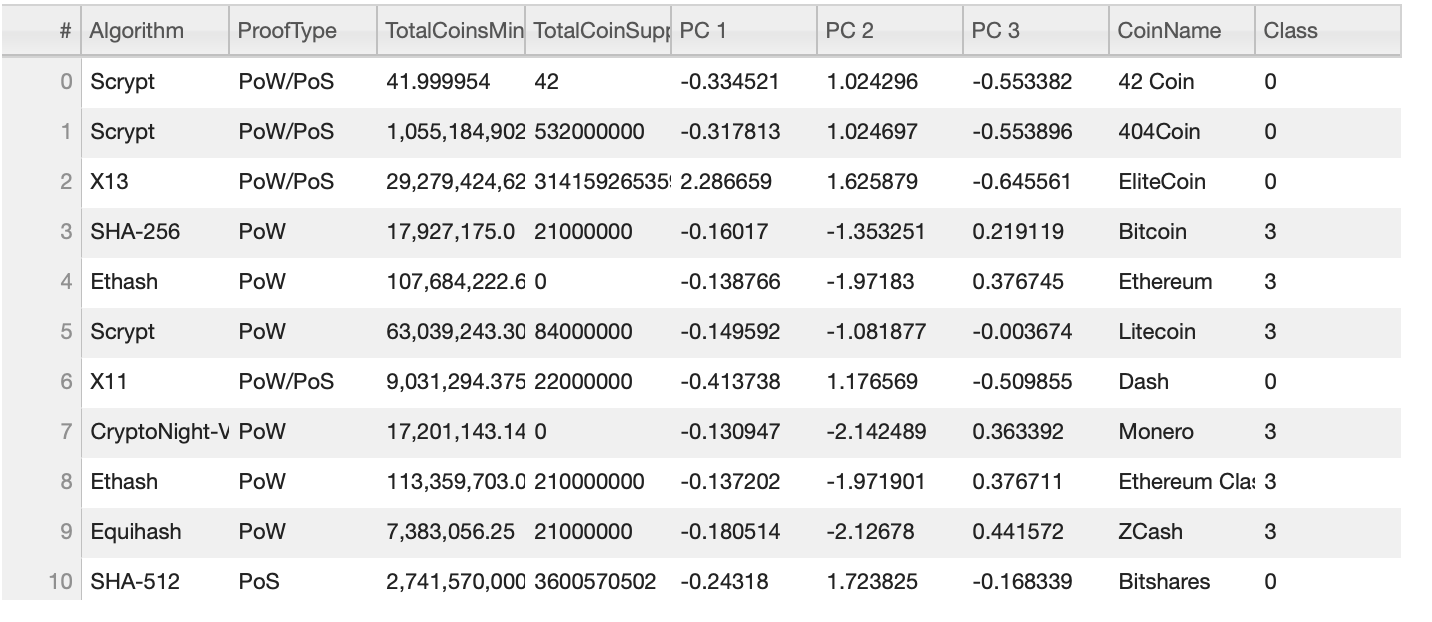 # Algorithm ProofType TotalCoinsMin TotalCoinSup PC 1 PC 2 PC 3 CoinName Class
0 Scrypt PoW/PoS 41.999954 42 -0.334521 1.024296 -0.553382 42 Coin 0
1 Scrypt PoW/PoS 1,055,184,902 532000000 -0.317813 1.024697 -0.553896 404Coin 0
2 X13 PoW/PoS 29,279,424,62 314159265359 2.286659 1.625879 -0.645561 EliteCoin 0
3 SHA-256 PoW 17,927,175.0 21000000 -0.16017 -1.353251 0.219119 Bitcoin 3
4 Ethash PoW 107,684,222.6 0 -0.138766 -1.97183 0.376745 Ethereum 3
5 Scrypt PoW 63,039,243.30 84000000 -0.149592 -1.081877 -0.003674 Litecoin 3
6 X11 PoW/PoS 9,031,294.375 22000000 -0.413738 1.176569 -0.509855 Dash 0
7 CryptoNight-V PoW 17,201,143.14 0 -0.130947 -2.142489 0.363392 Monero 3
8 Ethash PoW 113,359,703.0 210000000 -0.137202 -1.971901 0.376711 Ethereum Clas 3
9 Equihash PoW 7,383,056.25 21000000 -0.180514 -2.12678 0.441572 ZCash 3
10 SHA-512 PoS 2,741,570,000 3600570502 -0.24318 1.723825 -0.168339 Bitshares 0